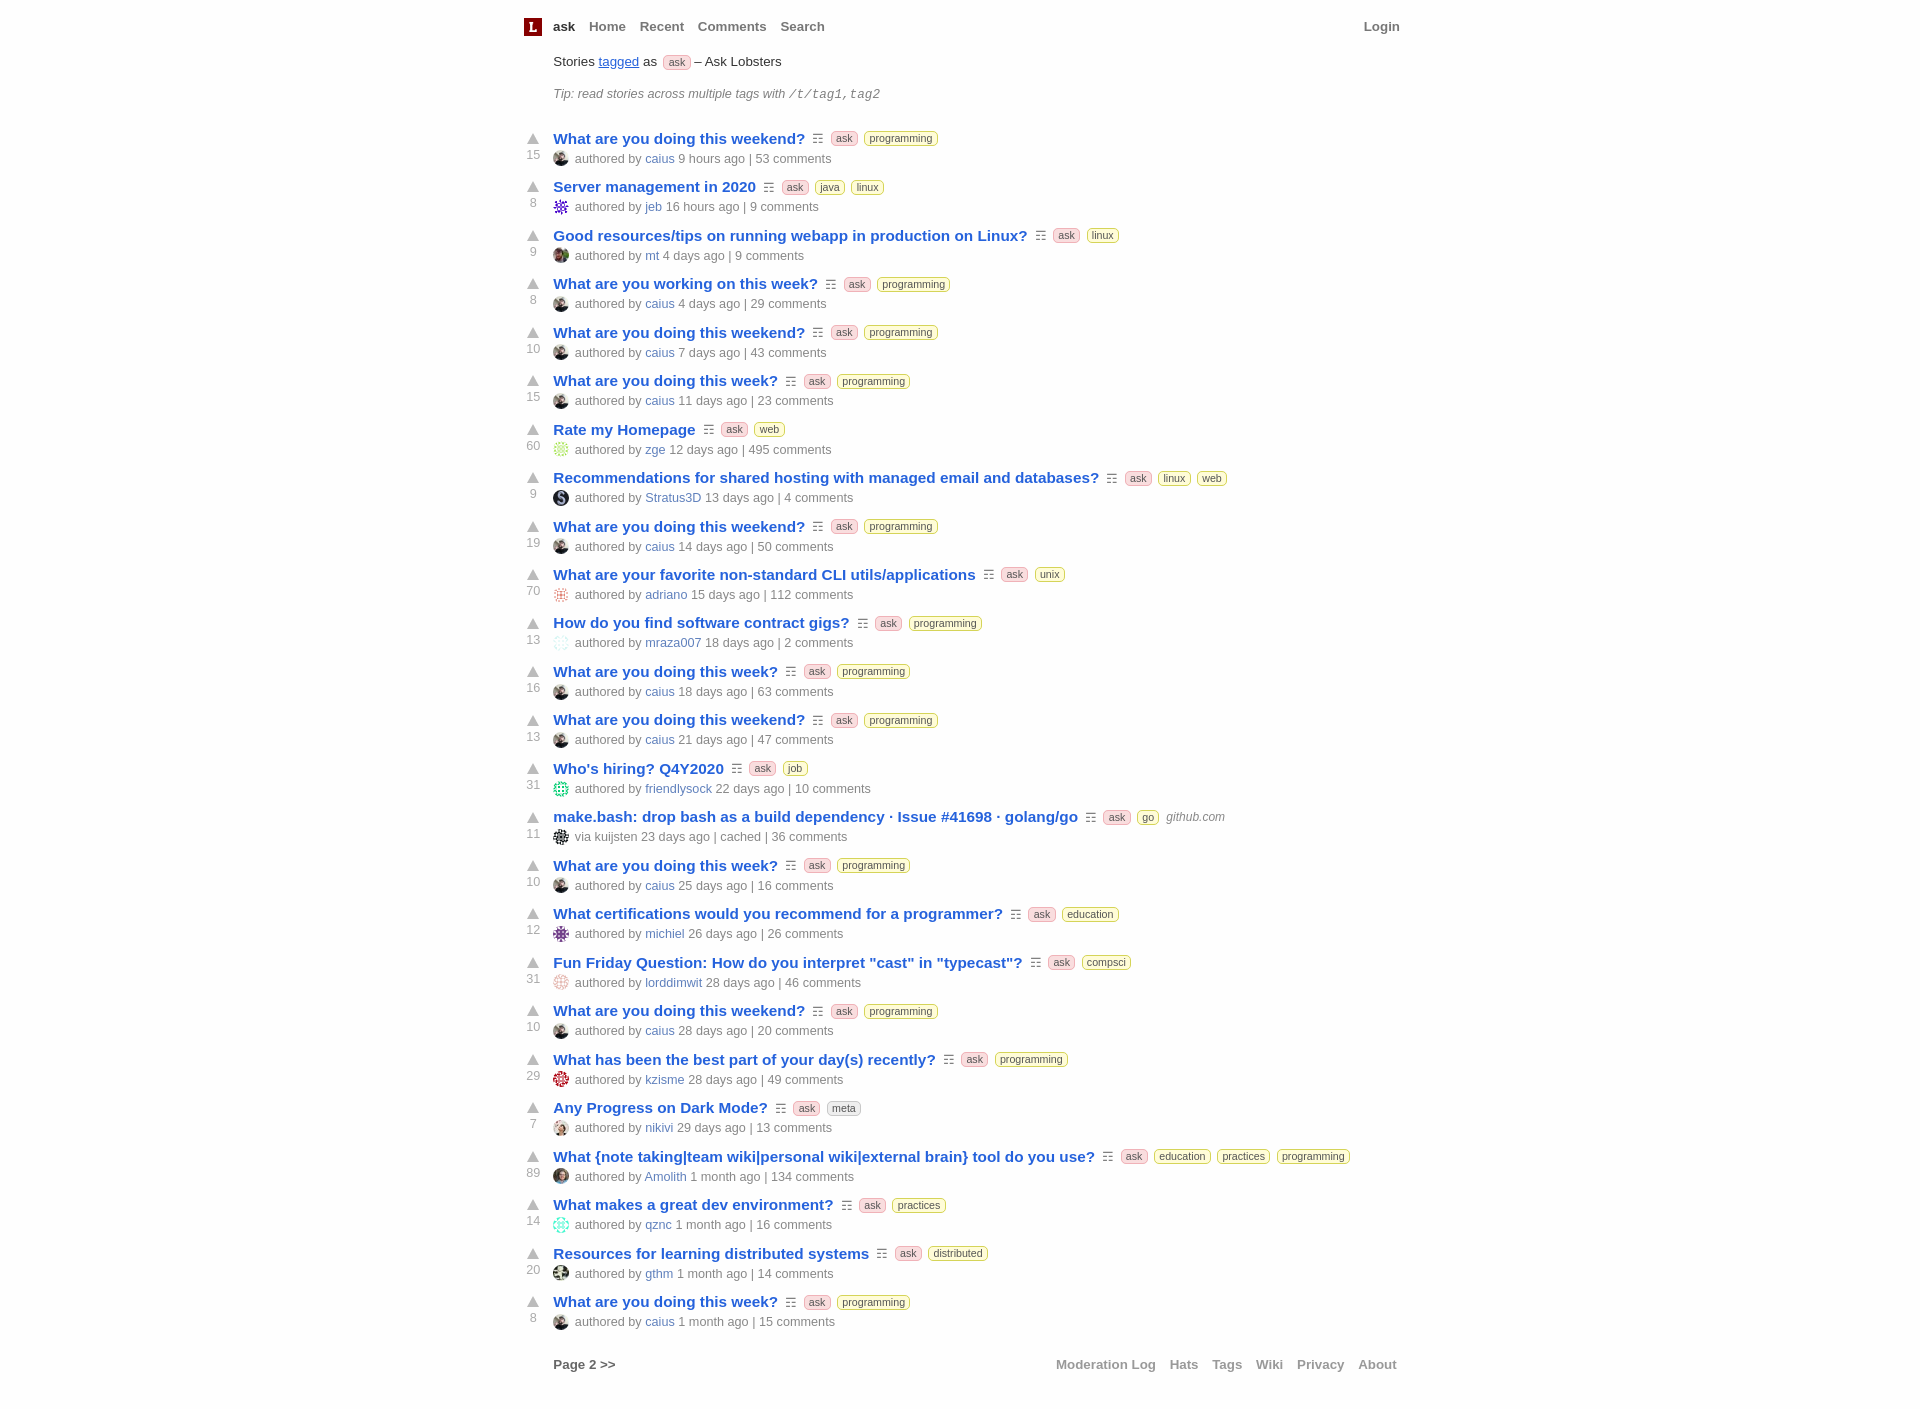 L ask Home Recent Comments Search Login
Stories tagged as ask – Ask Lobsters
Tip: read stories across multiple tags with /t/tag1,tag2
What are you doing this weekend? ☶ ask programming
15 authored by caius 9 hours ago | 53 comments
Server management in 2020 ☶ ask java linux
8 authored by jeb 16 hours ago | 9 comments
Good resources/tips on running webapp in production on Linux? ☶ ask linux
9 authored by mt 4 days ago | 9 comments
What are you working on this week? ☶ ask programming
8 authored by caius 4 days ago | 29 comments
What are you doing this weekend? ☶ ask programming
10 authored by caius 7 days ago | 43 comments
What are you doing this week? ☶ ask programming
15 authored by caius 11 days ago | 23 comments
Rate my Homepage ☶ ask web
60 authored by zge 12 days ago | 495 comments
Recommendations for shared hosting with managed email and databases? ☶ ask linux web
9 authored by Stratus3D 13 days ago | 4 comments
What are you doing this weekend? ☶ ask programming
19 authored by caius 14 days ago | 50 comments
What are your favorite non-standard CLI utils/applications ☶ ask unix
70 authored by adriano 15 days ago | 112 comments
How do you find software contract gigs? ☶ ask programming
13 authored by mraza007 18 days ago | 2 comments
What are you doing this week? ☶ ask programming
16 authored by caius 18 days ago | 63 comments
What are you doing this weekend? ☶ ask programming
13 authored by caius 21 days ago | 47 comments
Who's hiring? Q4Y2020 ☶ ask job
31 authored by friendlysock 22 days ago | 10 comments
make.bash: drop bash as a build dependency · Issue #41698 · golang/go ☶ ask go github.com
11 via kuijsten 23 days ago | cached | 36 comments
What are you doing this week? ☶ ask programming
10 authored by caius 25 days ago | 16 comments
What certifications would you recommend for a programmer? ☶ ask education
12 authored by michiel 26 days ago | 26 comments
Fun Friday Question: How do you interpret "cast" in "typecast"? ☶ ask compsci
31 authored by lorddimwit 28 days ago | 46 comments
What are you doing this weekend? ☶ ask programming
10 authored by caius 28 days ago | 20 comments
What has been the best part of your day(s) recently? ☶ ask programming
29 authored by kzisme 28 days ago | 49 comments
Any Progress on Dark Mode? ☶ ask meta
7 authored by nikivi 29 days ago | 13 comments
What {note taking|team wiki|personal wiki|external brain} tool do you use? ☶ ask education practices programming
89 authored by Amolith 1 month ago | 134 comments
What makes a great dev environment? ☶ ask practices
14 authored by qznc 1 month ago | 16 comments
Resources for learning distributed systems ☶ ask distributed
20 authored by gthm 1 month ago | 14 comments
What are you doing this week? ☶ ask programming
8 authored by caius 1 month ago | 15 comments
Page 2 >> Moderation Log Hats Tags Wiki Privacy About